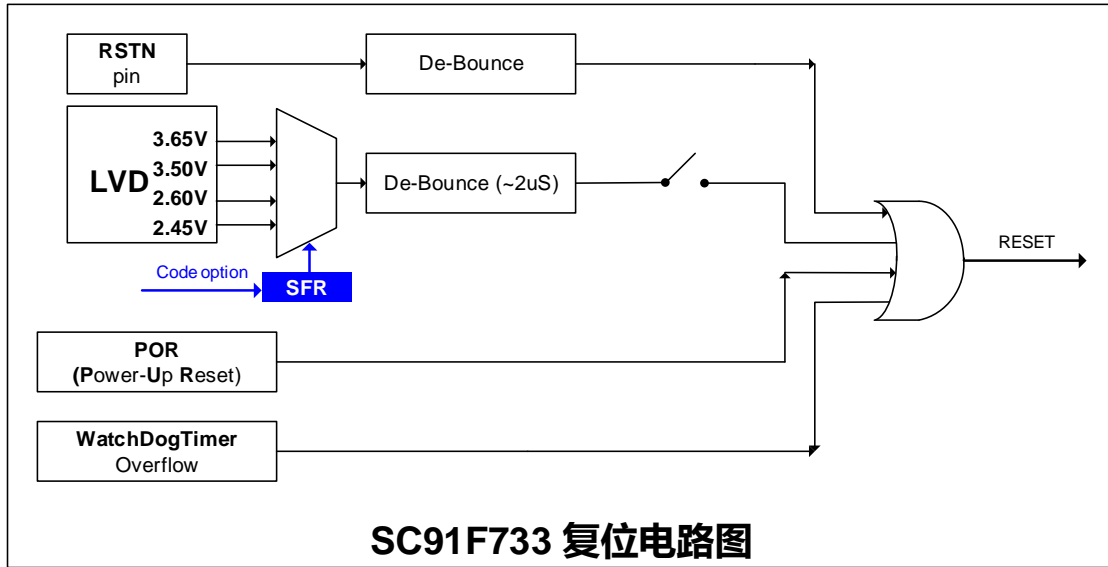 RSTN
pin
De-Bounce
LVD
3.65V
3.50V
2.60V
2.45V
De-Bounce (~2uS)
Code option
SFR
RESET
POR
(Power-Up Reset)
WatchDogTimer
Overflow
SC91F733 复位电路图